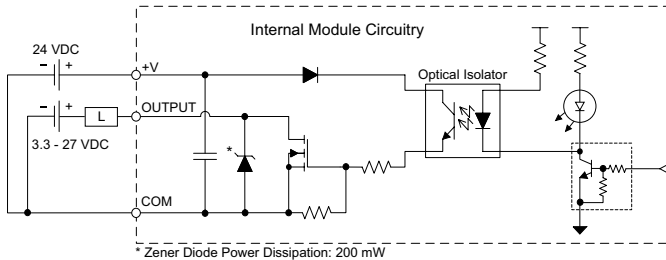 Internal Module Circuitry
24 VDC
− +
+V
Optical Isolator
− +
L
OUTPUT
3.3 - 27 VDC
*
COM
* Zener Diode Power Dissipation: 200 mW